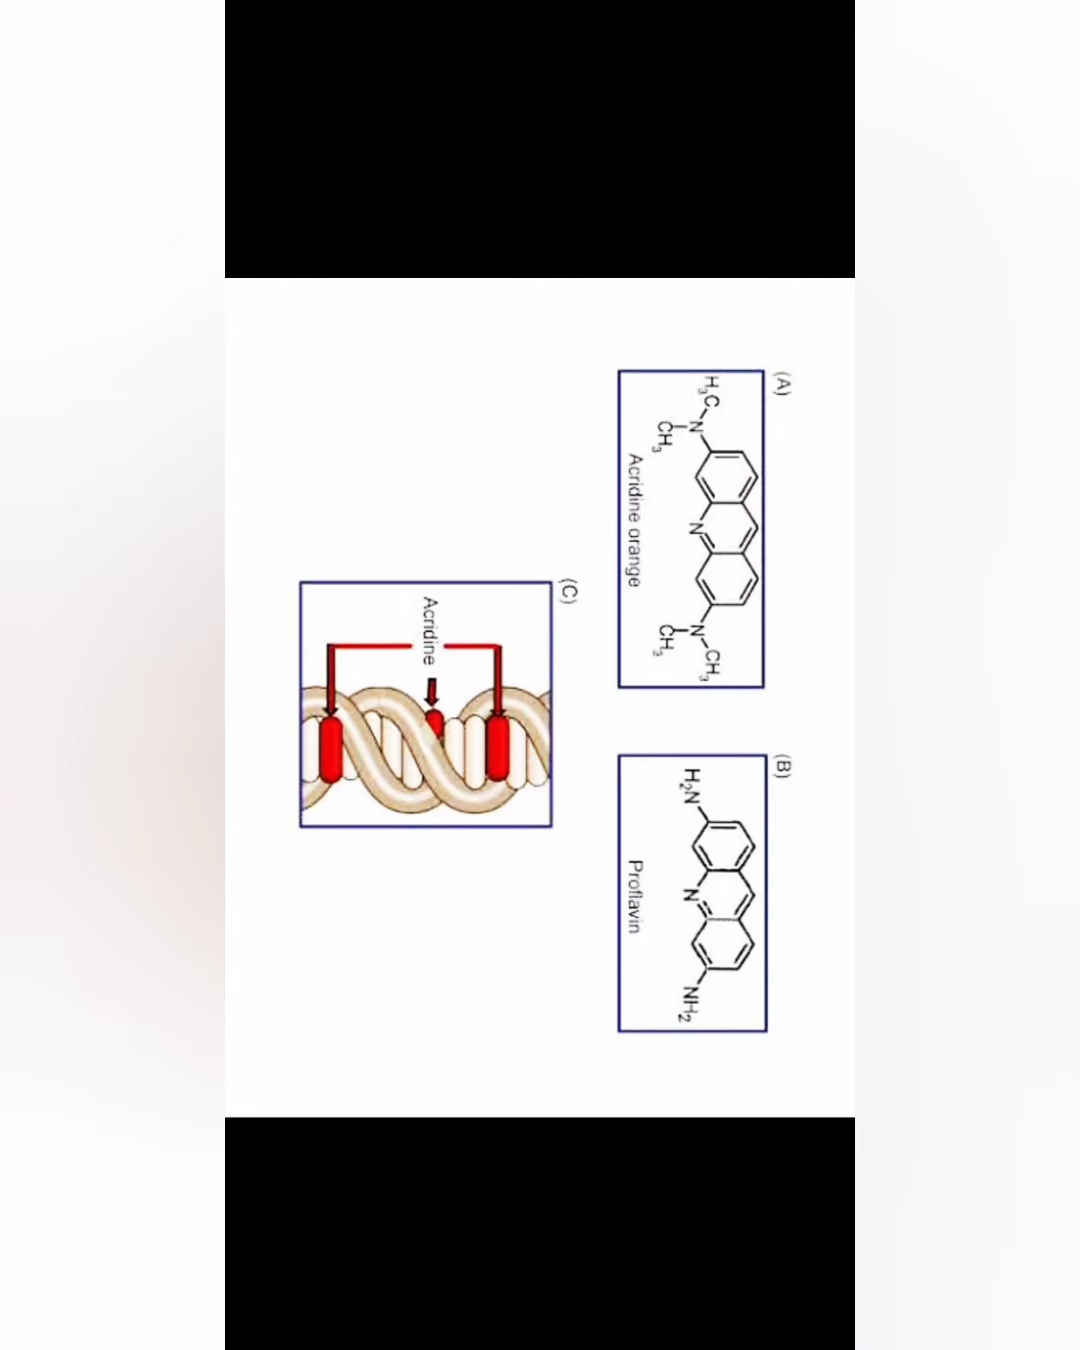 (A)
H₃C
N
CH₃
N
N
CH₃
CH₃
Acridine orange
(B)
H₂N
N
NH₂
Proflavin
(C)
Acridine